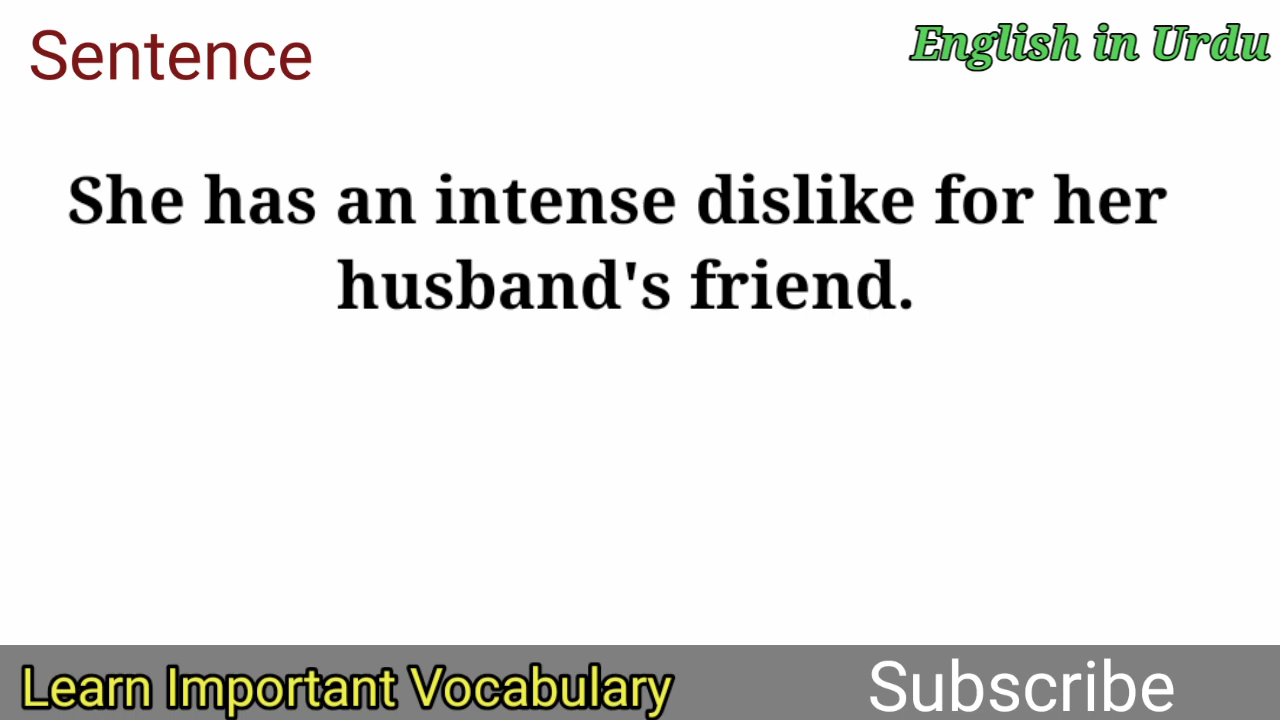 Sentence
English in Urdu
She has an intense dislike for her
husband's friend.
Learn Important Vocabulary
Subscribe